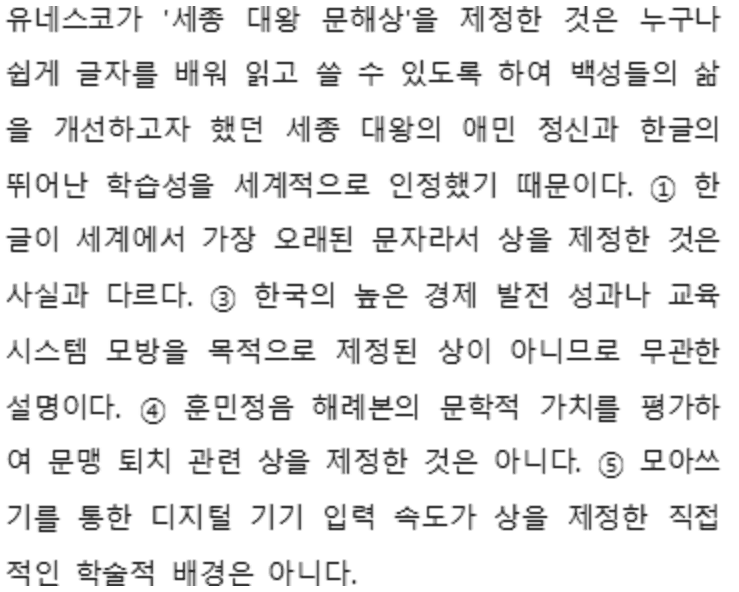 유네스코가 '세종 대왕 문해상'을 제정한 것은 누구나
쉽게 글자를 배워 읽고 쓸 수 있도록 하여 백성들의 삶
을 개선하고자 했던 세종 대왕의 애민 정신과 한글의
뛰어난 학습성을 세계적으로 인정했기 때문이다. ① 한
글이 세계에서 가장 오래된 문자라서 상을 제정한 것은
사실과 다르다. ③ 한국의 높은 경제 발전 성과나 교육
시스템 모방을 목적으로 제정된 상이 아니므로 무관한
설명이다. ④ 훈민정음 해례본의 문학적 가치를 평가하
여 문맹 퇴치 관련 상을 제정한 것은 아니다. ⑤ 모아쓰
기를 통한 디지털 기기 입력 속도가 상을 제정한 직접
적인 학술적 배경은 아니다.